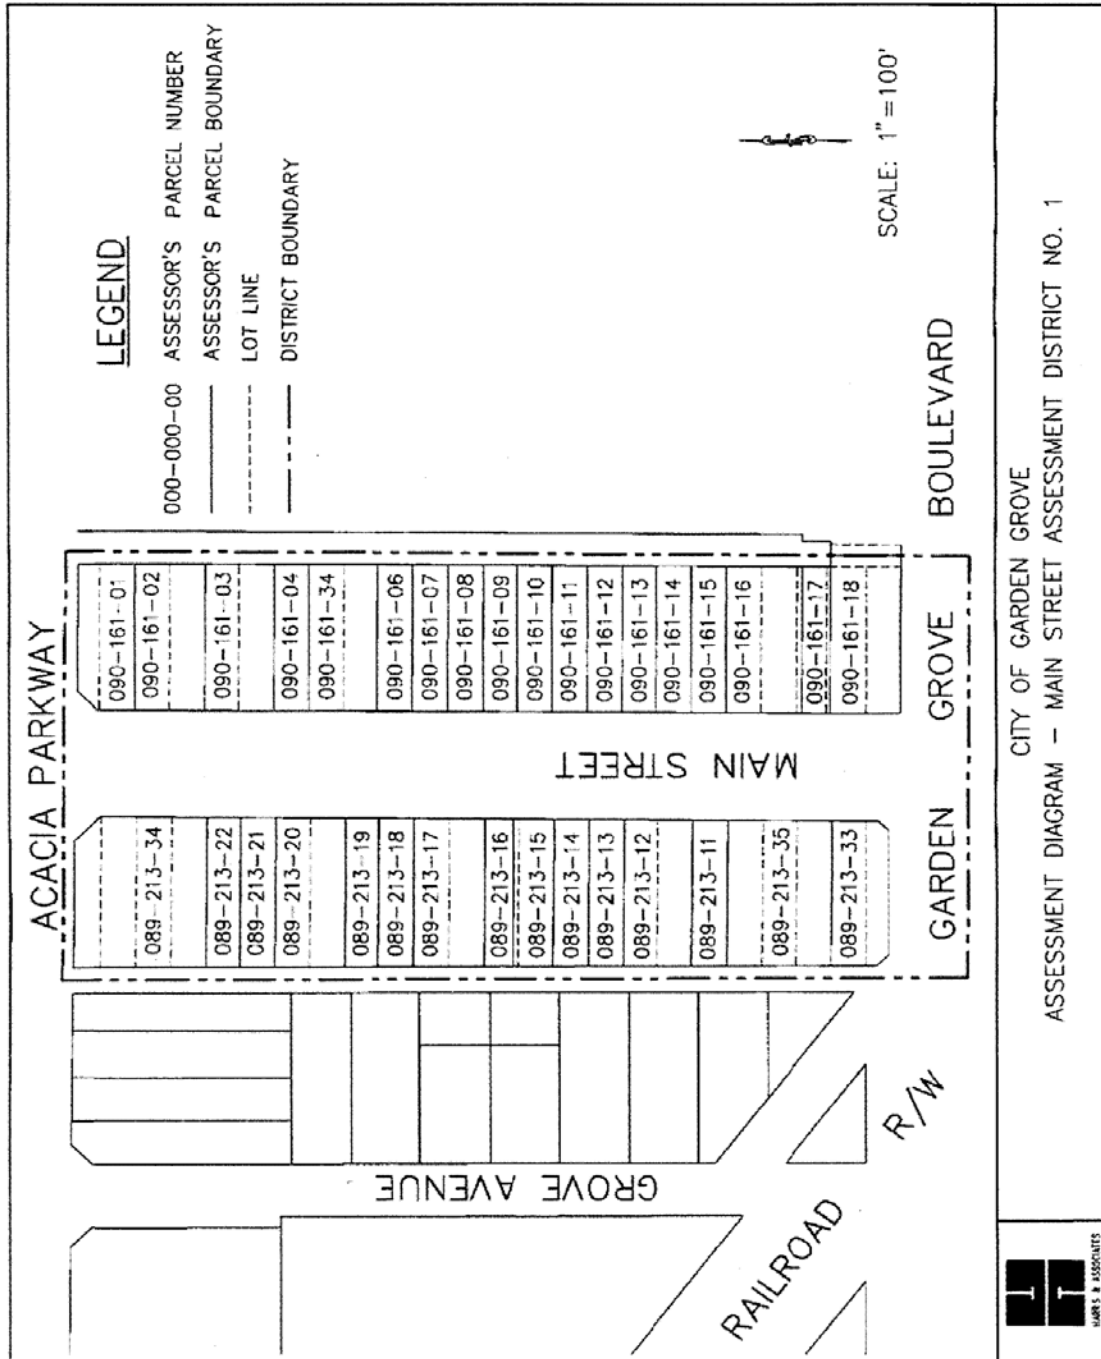 ACACIA PARKWAY
LEGEND
000-000-00 ASSESSOR'S PARCEL NUMBER
ASSESSOR'S PARCEL BOUNDARY
LOT LINE
DISTRICT BOUNDARY
090-161-01
090-161-02
090-161-03
090-161-04
090-161-34
090-161-06
090-161-07
090-161-08
090-161-09
090-161-10
090-161-11
090-161-12
090-161-13
090-161-14
090-161-15
090-161-16
090-161-17
090-161-18
MAIN STREET
089-213-34
089-213-22
089-213-21
089-213-20
089-213-19
089-213-18
089-213-17
089-213-16
089-213-15
089-213-14
089-213-13
089-213-12
089-213-11
089-213-35
089-213-33
GROVE AVENUE
RAILROAD R/W
GARDEN GROVE BOULEVARD
SCALE: 1"=100'
CITY OF GARDEN GROVE
ASSESSMENT DIAGRAM - MAIN STREET ASSESSMENT DISTRICT NO. 1
HARRIS & ASSOCIATES